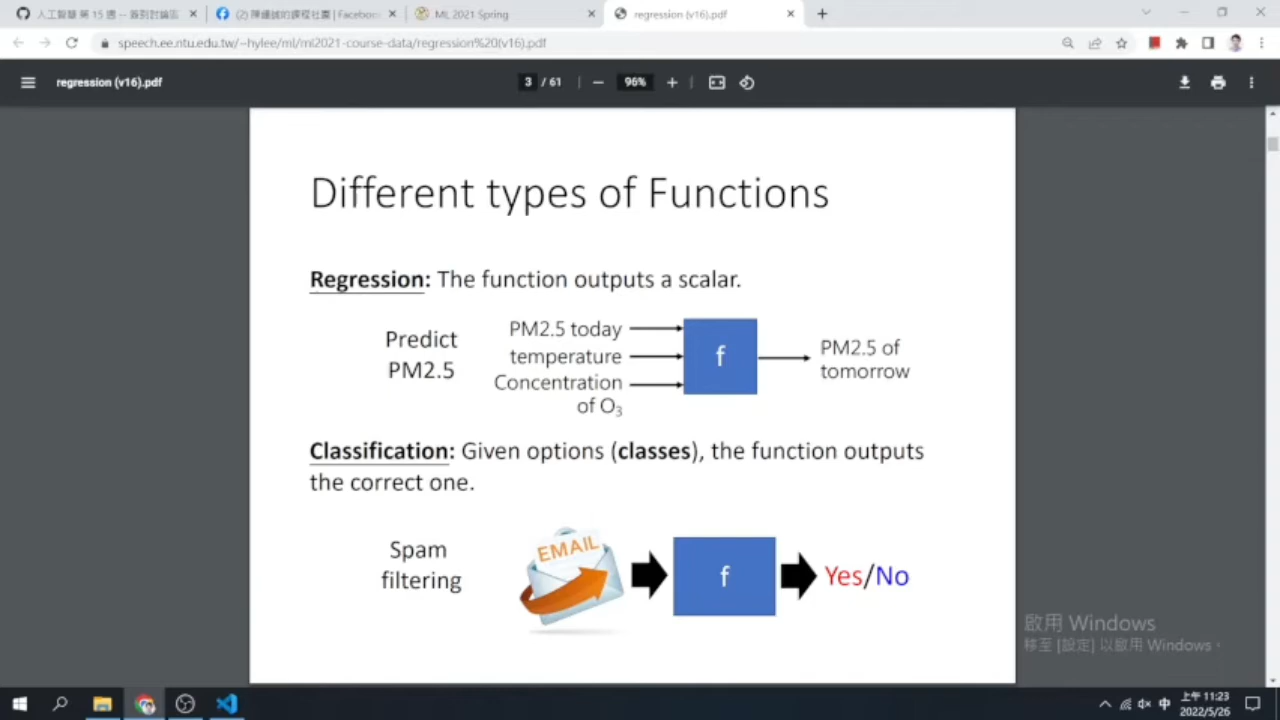 人工智慧 第 15 週 -- 簽到討論區
(2) 陳鍾誠的課程社團 | Facebook
ML 2021 Spring
regression (v16).pdf
speech.ee.ntu.edu.tw/~hylee/ml/ml2021-course-data/regression%20(v16).pdf
regression (v16).pdf
3 / 61
96%
Different types of Functions
Regression: The function outputs a scalar.
Predict
PM2.5
PM2.5 today
temperature
Concentration
of O₃
f
PM2.5 of
tomorrow
Classification: Given options (classes), the function outputs
the correct one.
Spam
filtering
EMAIL
f
Yes/No
啟用 Windows
移至 [設定] 以啟用 Windows。
中
上午 11:23
2022/5/26